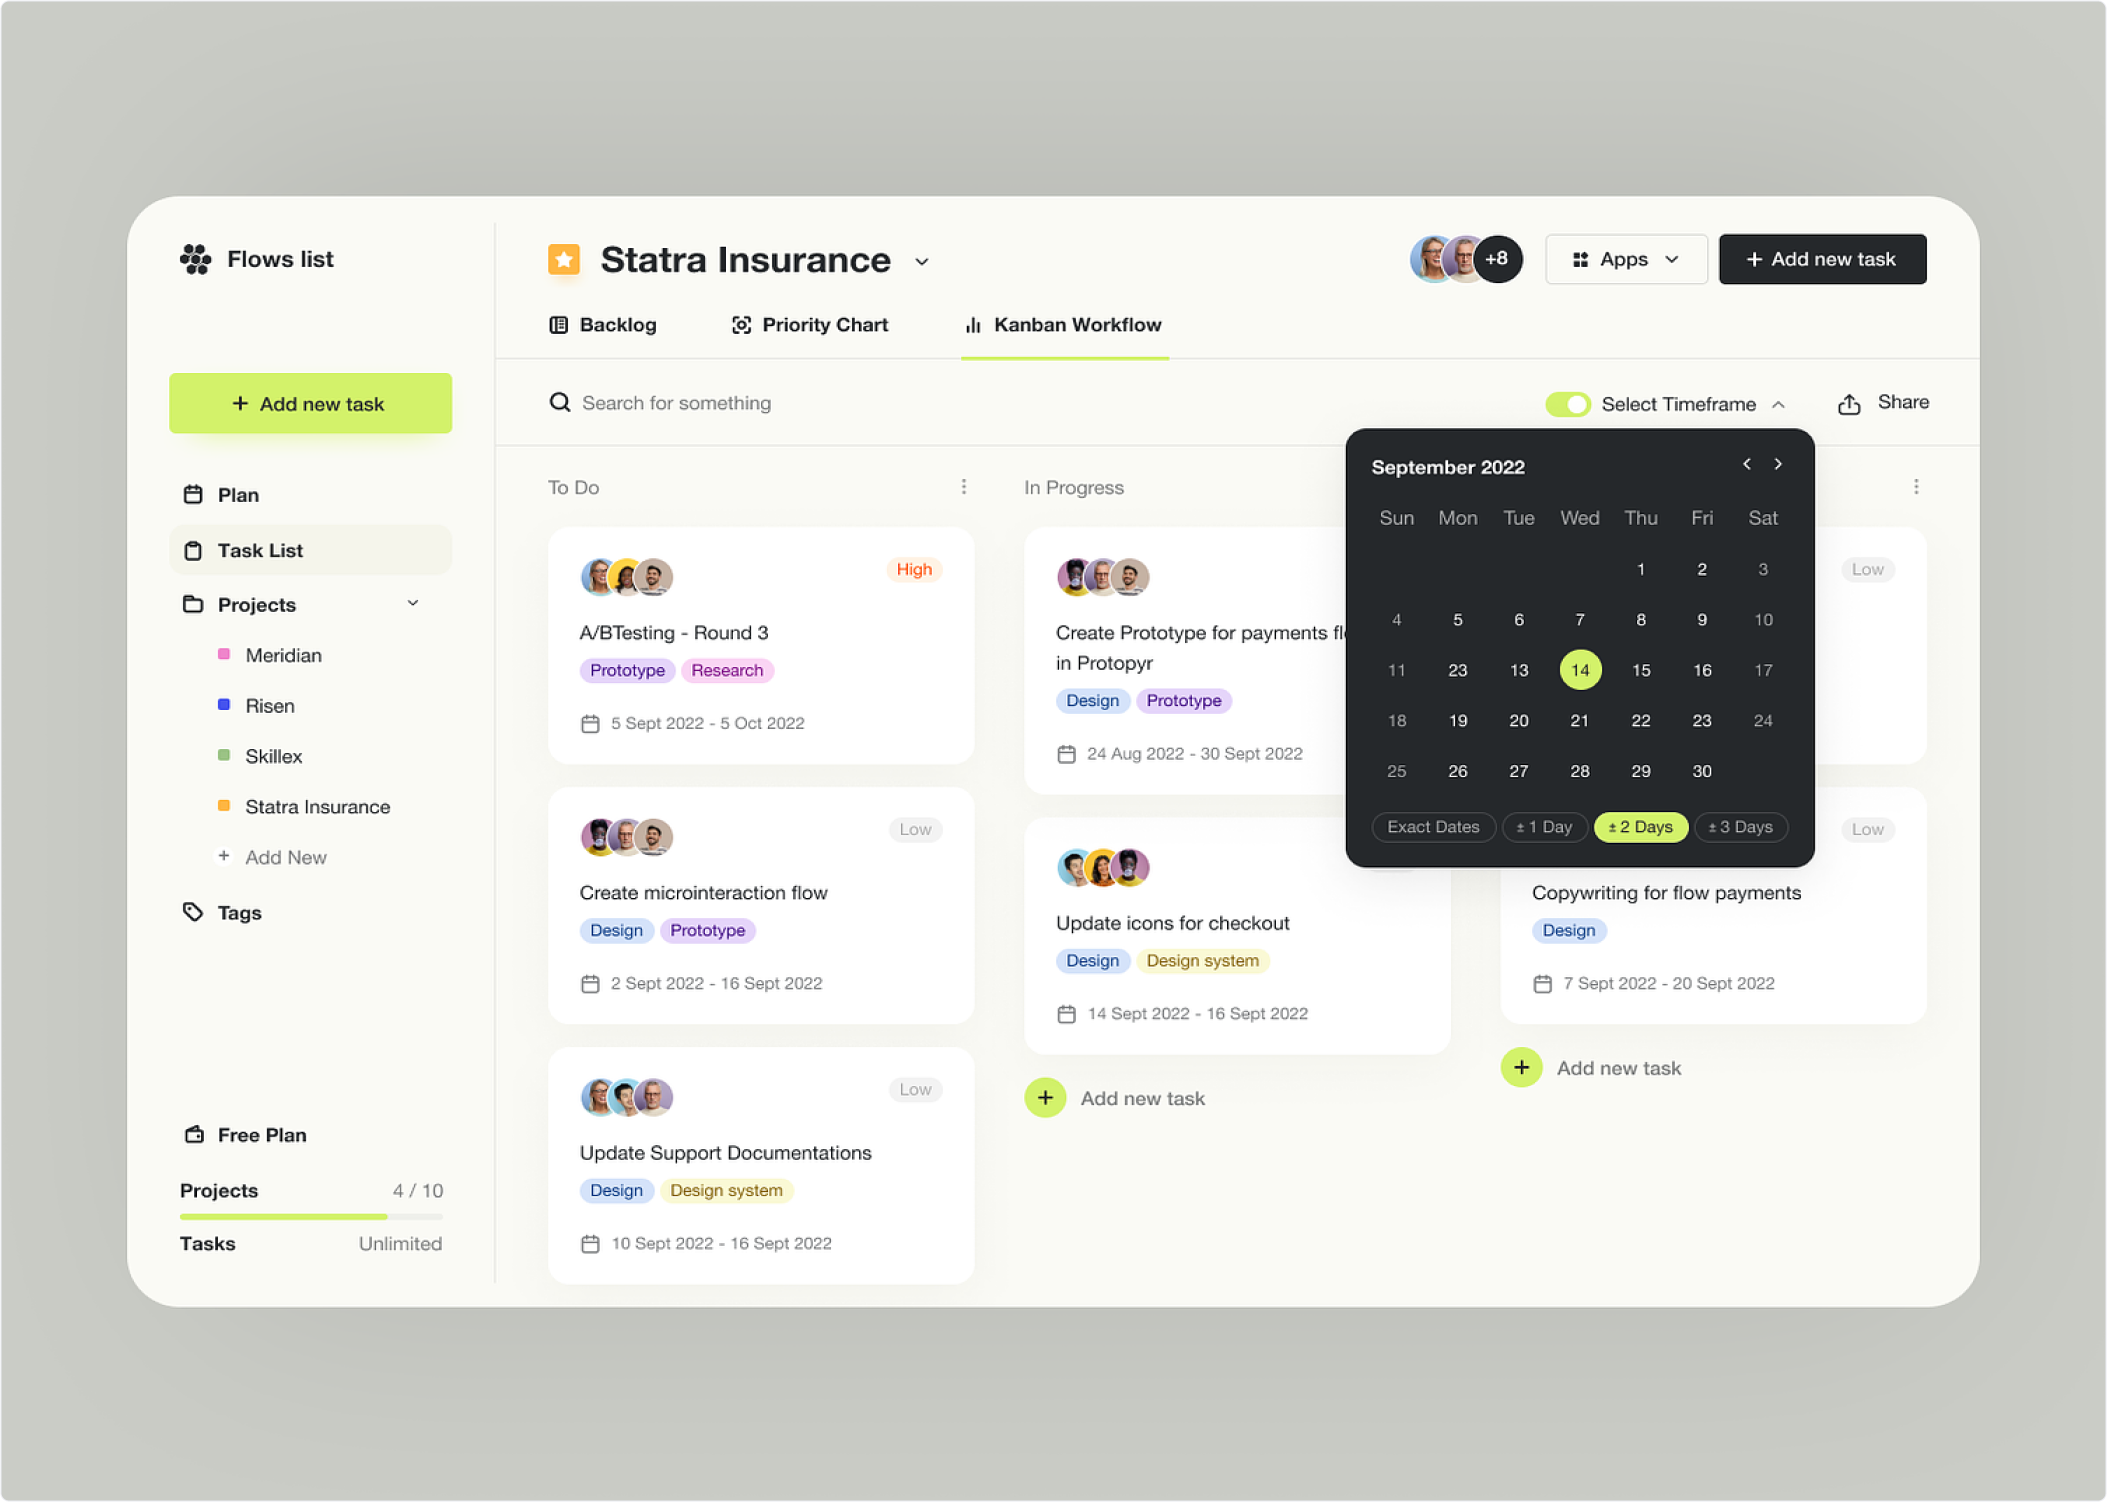 Flows list
+ Add new task
Plan
Task List
Projects
Meridian
Risen
Skillex
Statra Insurance
+ Add New
Tags
Free Plan
Projects 4 / 10
Tasks Unlimited
Statra Insurance
+8
Apps
+ Add new task
Backlog
Priority Chart
Kanban Workflow
Search for something
Select Timeframe
Share
To Do
High
A/BTesting - Round 3
Prototype Research
5 Sept 2022 - 5 Oct 2022
Low
Create microinteraction flow
Design Prototype
2 Sept 2022 - 16 Sept 2022
Low
Update Support Documentations
Design Design system
10 Sept 2022 - 16 Sept 2022
In Progress
Create Prototype for payments
in Protopyr
Design Prototype
24 Aug 2022 - 30 Sept 2022
Update icons for checkout
Design Design system
14 Sept 2022 - 16 Sept 2022
+ Add new task
September 2022
Sun Mon Tue Wed Thu Fri Sat
1 2 3
4 5 6 7 8 9 10
11 23 13 14 15 16 17
18 19 20 21 22 23 24
25 26 27 28 29 30
Exact Dates ± 1 Day ± 2 Days ± 3 Days
Low
Low
Copywriting for flow payments
Design
7 Sept 2022 - 20 Sept 2022
+ Add new task